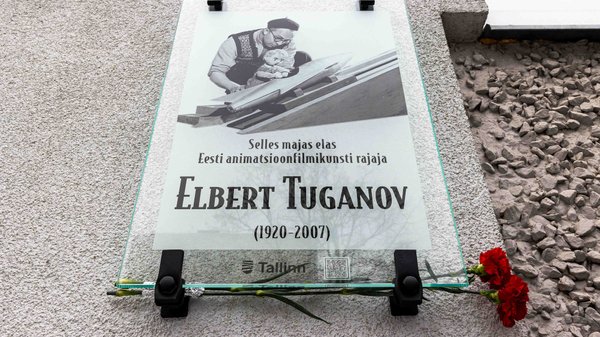 Selles majas elas
Eesti animatsioonfilmikunsti rajaja
ELBERT TUGANOV
(1920-2007)
Tallinn